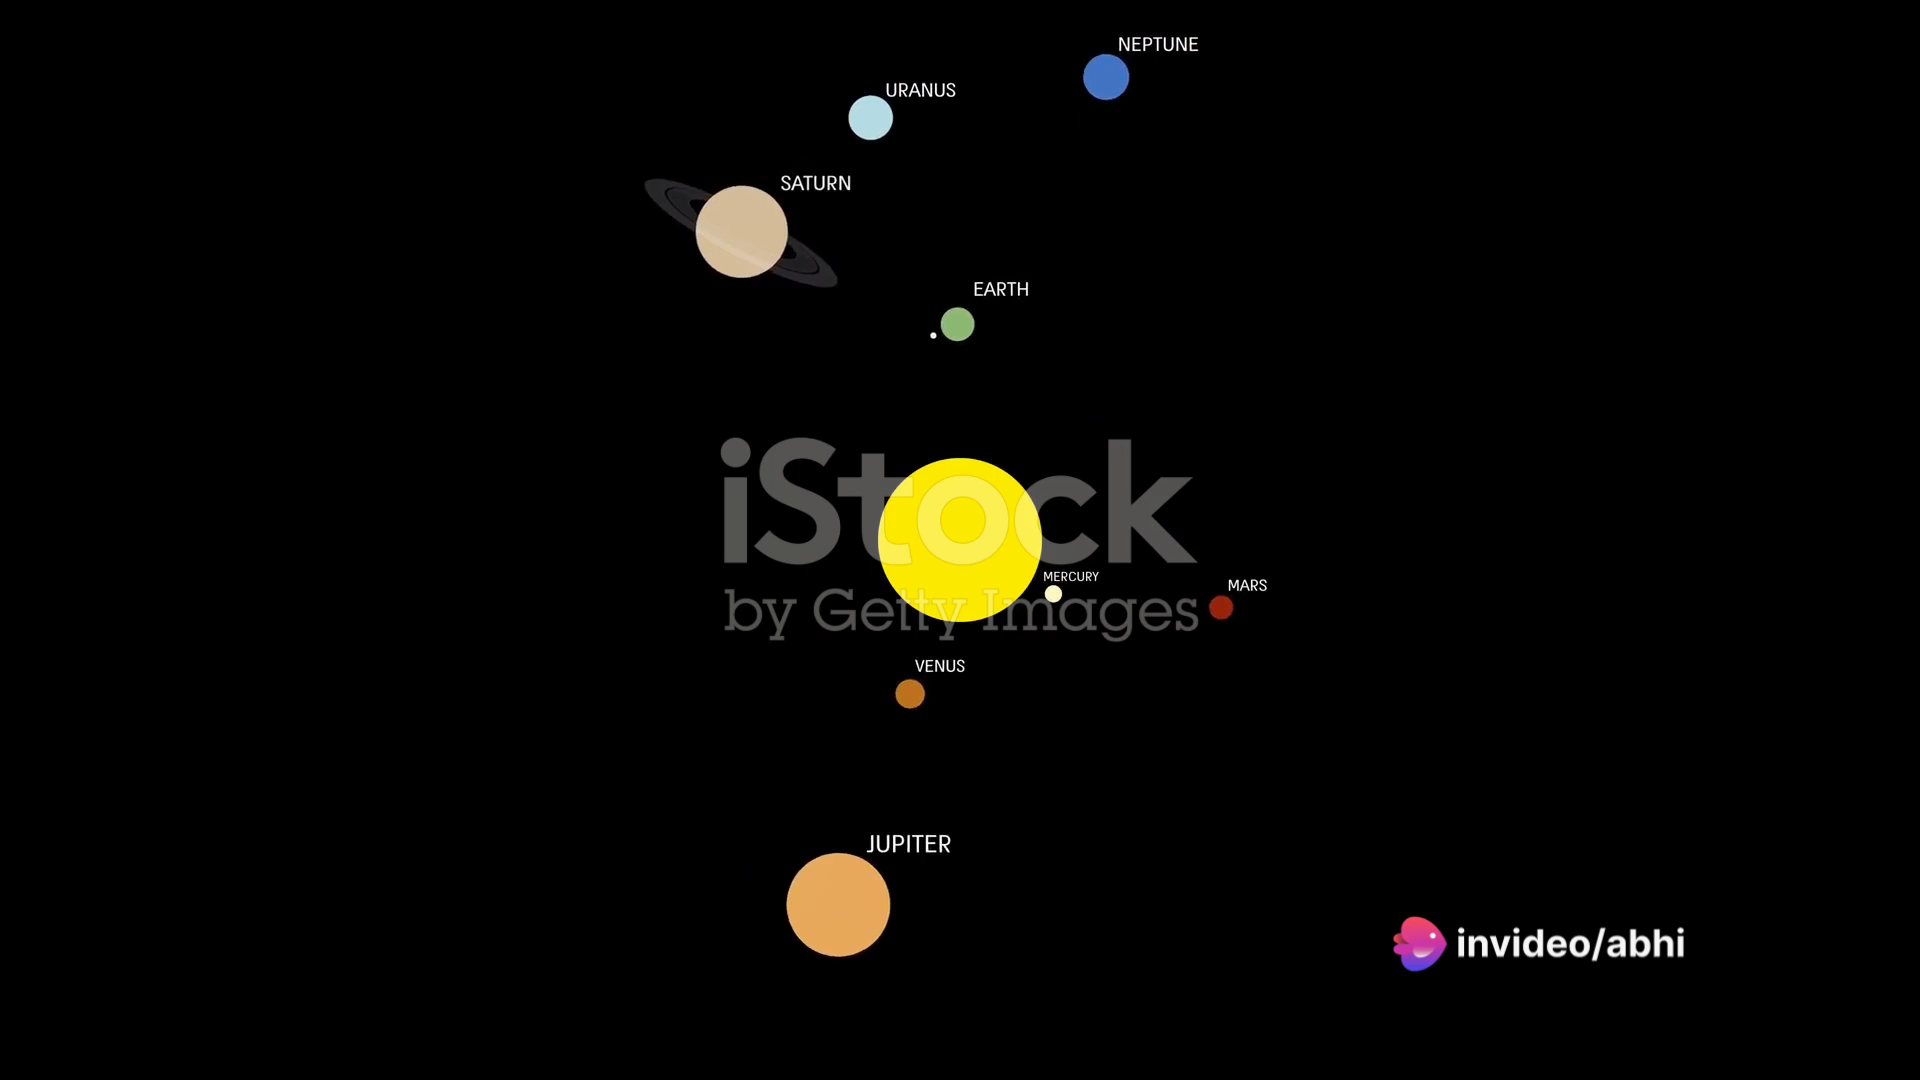 NEPTUNE
URANUS
SATURN
EARTH
iStock
by Getty Images
MERCURY
MARS
VENUS
JUPITER
invideo/abhi